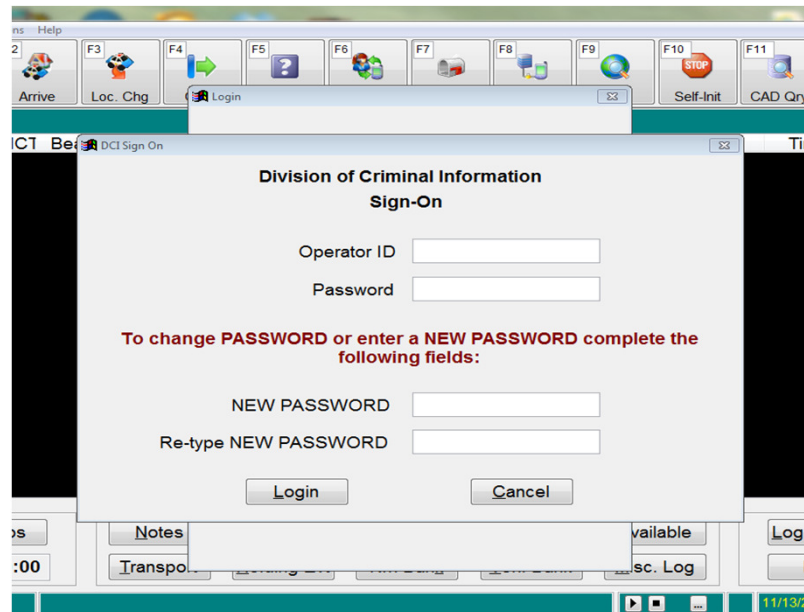 ns Help
2 F3 F4 F5 F6 F7 F8 F9 F10 F11
STOP
Arrive Loc. Chg Self-Init CAD Qry
Login
ICT Bea Ti
DCI Sign On
Division of Criminal Information
Sign-On
Operator ID
Password
To change PASSWORD or enter a NEW PASSWORD complete the
following fields:
NEW PASSWORD
Re-type NEW PASSWORD
Login Cancel
os Notes vailable Log
:00 Transport sc. Log
... 11/13/2